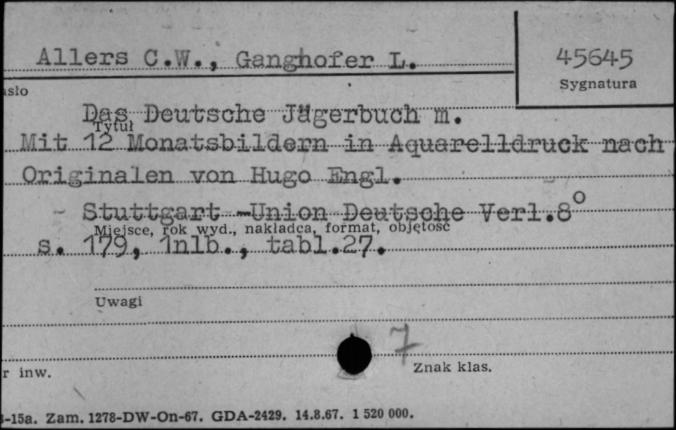 Allers C.W., Ganghofer L.
45645
Sygnatura
asło
Das Deutsche Jägerbuch m.
Tytuł
Mit 12 Monatsbildern in Aquarelldruck nach
Originalen von Hugo Engl.
- Stuttgart -Union Deutsche Verl.8°
Miejsce, rok wyd., nakładca, format, objętość
s. 179, 1nlb., tabl.27.
Uwagi
7
r inw.
Znak klas.
-15a. Zam. 1278-DW-On-67. GDA-2429. 14.8.67. 1 520 000.